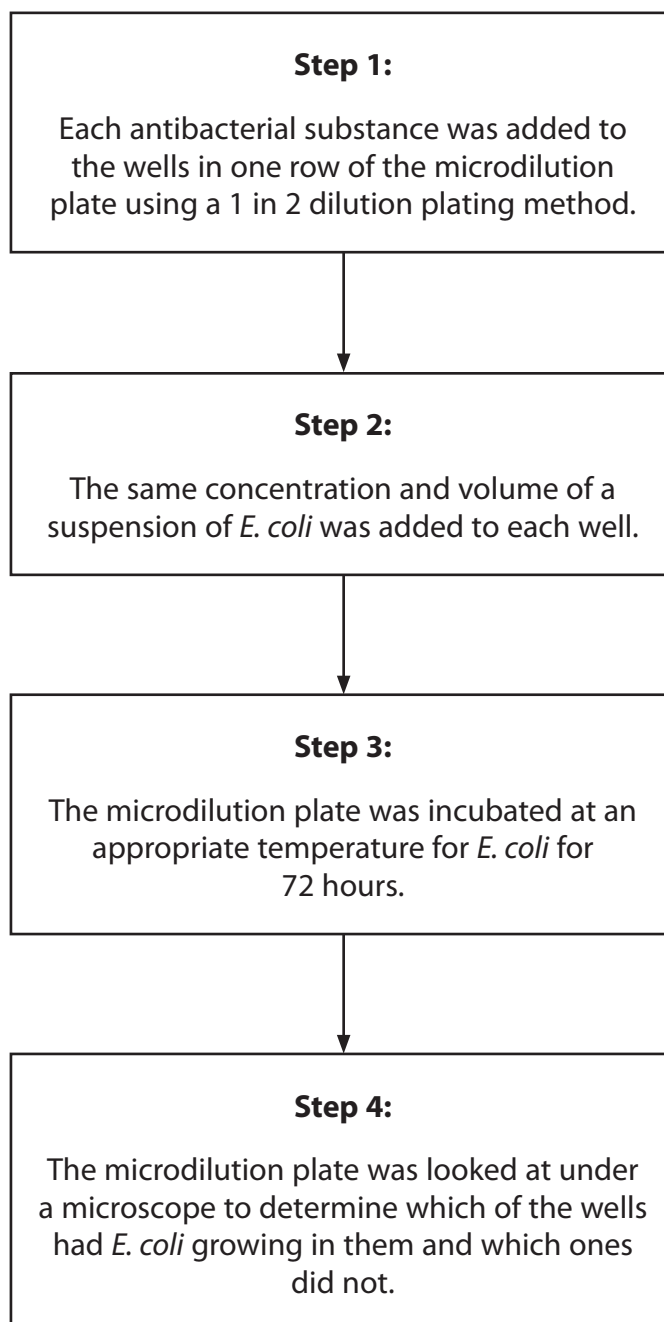 Step 1:
Each antibacterial substance was added to
the wells in one row of the microdilution
plate using a 1 in 2 dilution plating method.
Step 2:
The same concentration and volume of a
suspension of E. coli was added to each well.
Step 3:
The microdilution plate was incubated at an
appropriate temperature for E. coli for
72 hours.
Step 4:
The microdilution plate was looked at under
a microscope to determine which of the wells
had E. coli growing in them and which ones
did not.